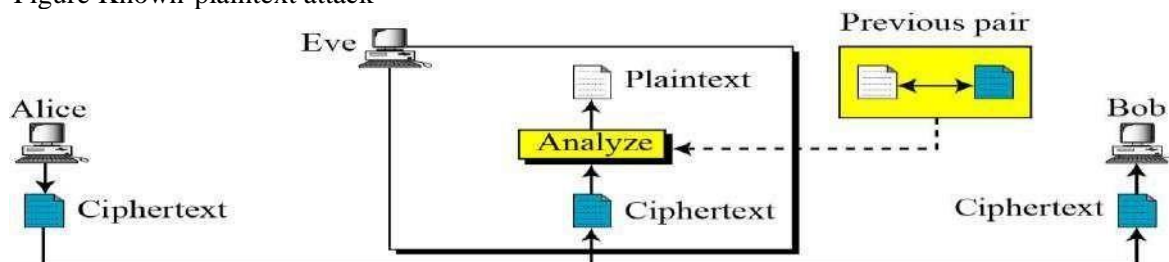 Figure Known-plaintext attack
Previous pair
Eve
Plaintext
Alice
Bob
Analyze
Ciphertext
Ciphertext
Ciphertext